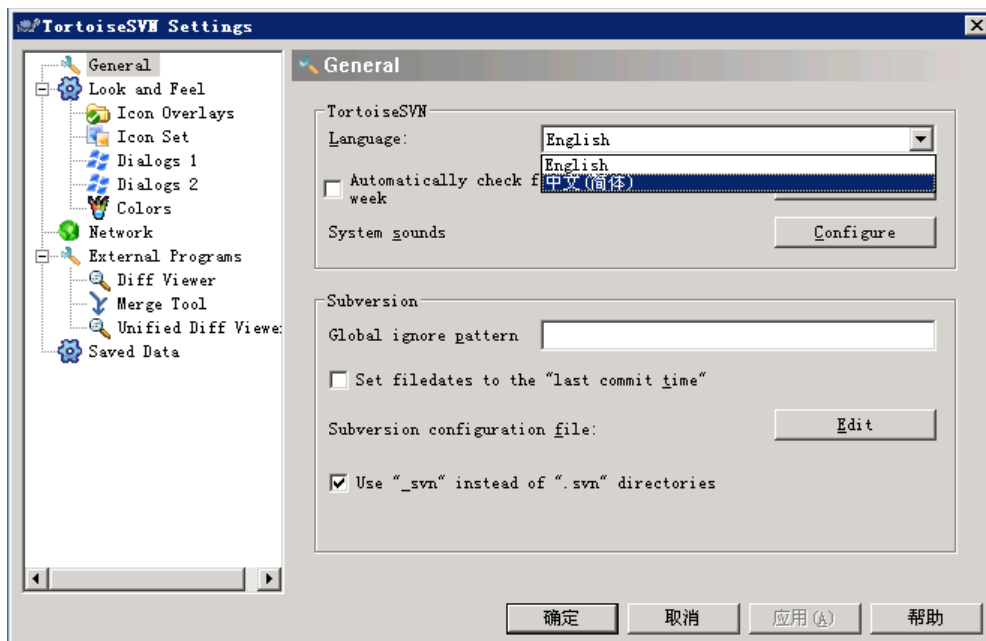 TortoiseSVN Settings
General
Look and Feel
Icon Overlays
Icon Set
Dialogs 1
Dialogs 2
Colors
Network
External Programs
Diff Viewer
Merge Tool
Unified Diff Viewe
Saved Data
General
TortoiseSVN
Language:
English
English
中文(简体)
Automatically check f
week
System sounds
Configure
Subversion
Global ignore pattern
Set filedates to the "last commit time"
Subversion configuration file:
Edit
Use "_svn" instead of ".svn" directories
确定
取消
应用(A)
帮助